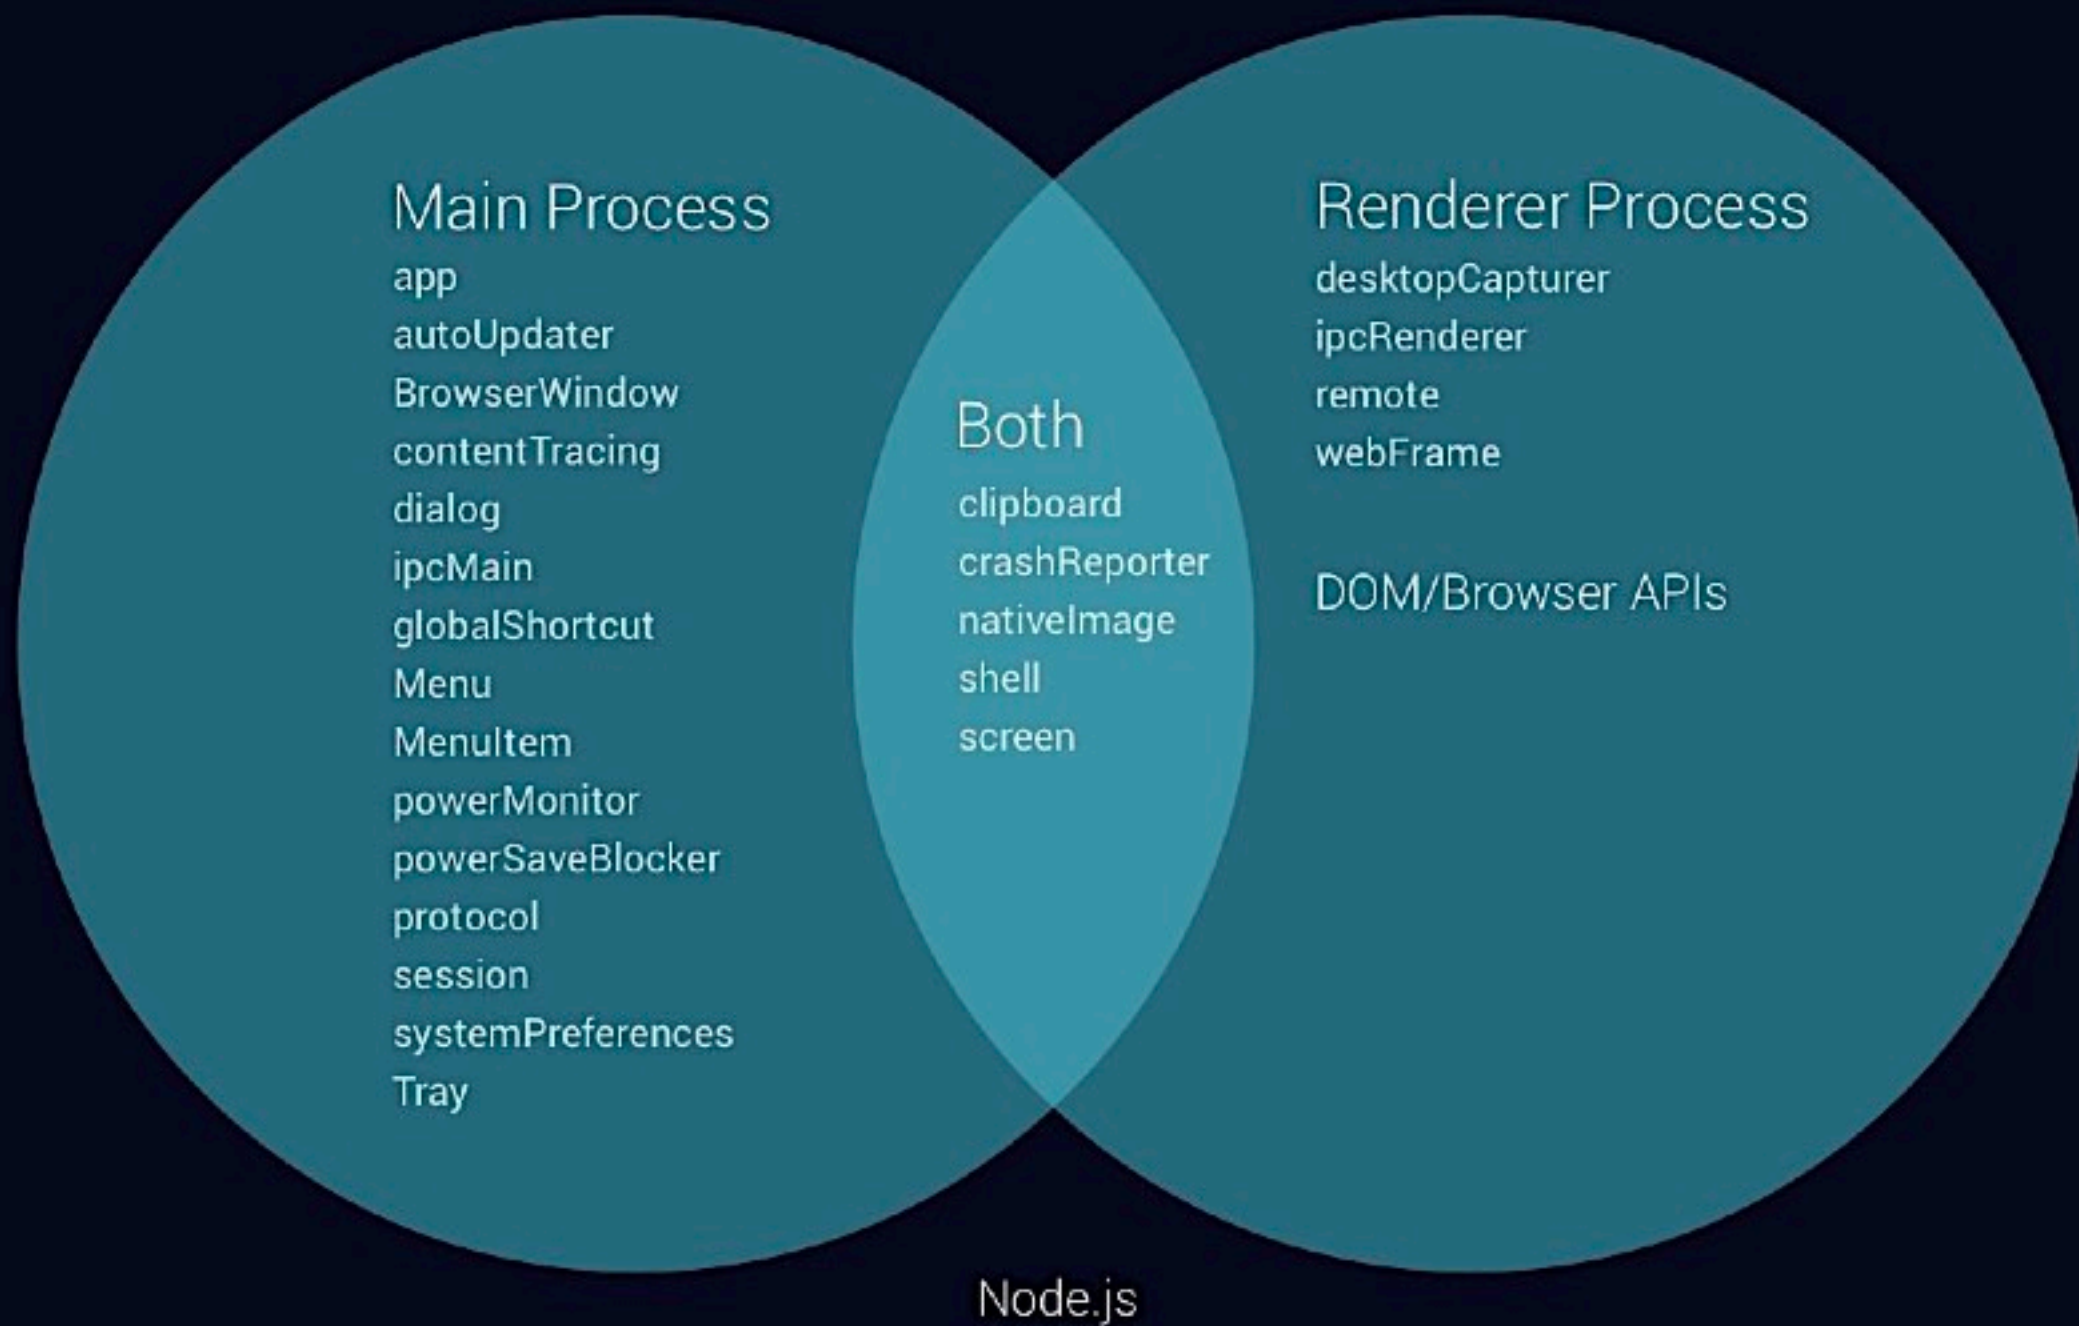 Main Process
app
autoUpdater
BrowserWindow
contentTracing
dialog
ipcMain
globalShortcut
Menu
MenuItem
powerMonitor
powerSaveBlocker
protocol
session
systemPreferences
Tray
Both
clipboard
crashReporter
nativeImage
shell
screen
Renderer Process
desktopCapturer
ipcRenderer
remote
webFrame
DOM/Browser APIs
Node.js